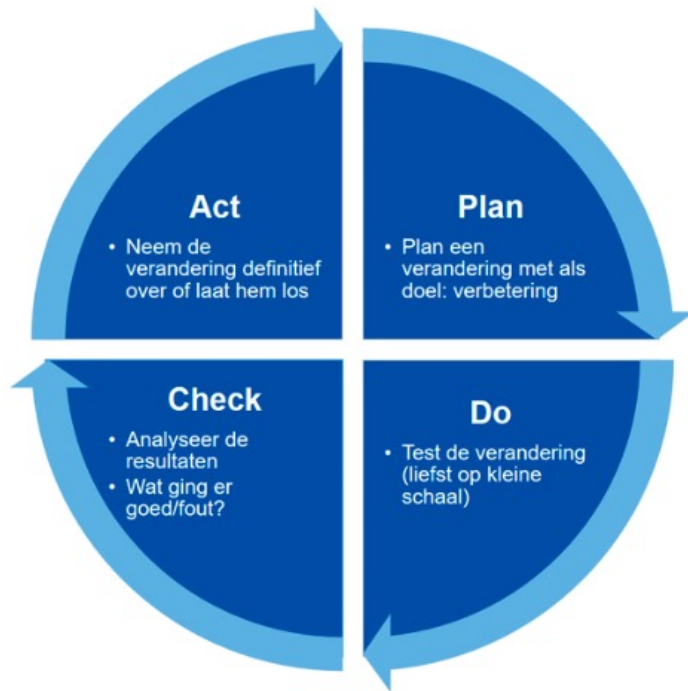 Act
• Neem de
verandering definitief
over of laat hem los
Plan
• Plan een
verandering met als
doel: verbetering
Check
• Analyseer de
resultaten
• Wat ging er
goed/fout?
Do
• Test de verandering
(liefst op kleine
schaal)